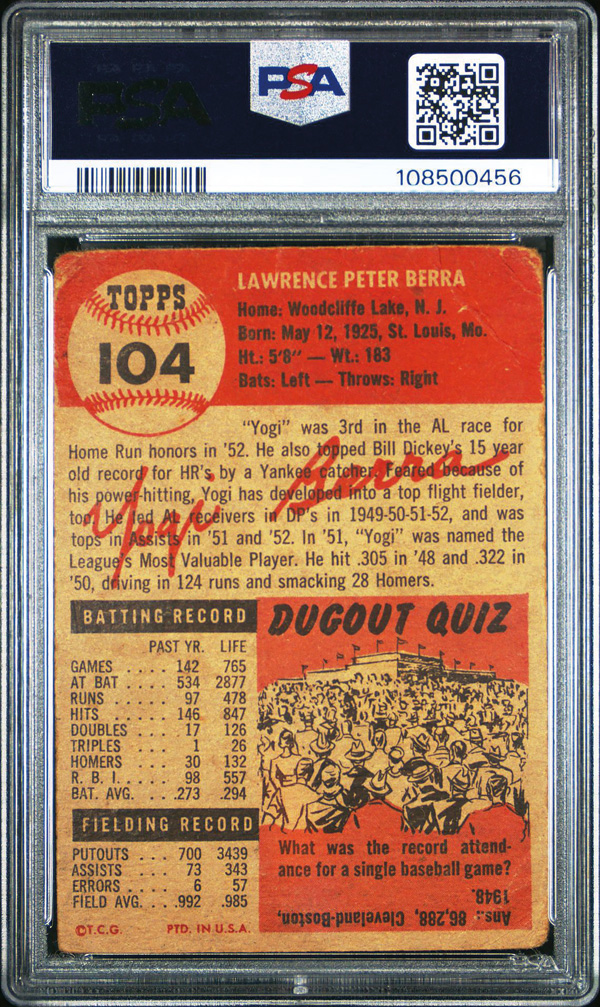 PSA
PSA
108500456
TOPPS
104
LAWRENCE PETER BERRA
Home: Woodcliffe Lake, N. J.
Born: May 12, 1925, St. Louis, Mo.
Ht.: 5'8" — Wt.: 183
Bats: Left — Throws: Right
"Yogi" was 3rd in the AL race for
Home Run honors in '52. He also topped Bill Dickey's 15 year
old record for HR's by a Yankee catcher. Feared because of
his power-hitting, Yogi has developed into a top flight fielder,
too. He led AL receivers in DP's in 1949-50-51-52, and was
tops in Assists in '51 and '52. In '51, "Yogi" was named the
League's Most Valuable Player. He hit .305 in '48 and .322 in
'50, driving in 124 runs and smacking 28 Homers.
Yogi Berra
BATTING RECORD
PAST YR. LIFE
GAMES .... 142 765
AT BAT .... 534 2877
RUNS ..... 97 478
HITS ..... 146 847
DOUBLES .. 17 126
TRIPLES ... 1 26
HOMERS ... 30 132
R. B. I. .... 98 557
BAT. AVG. ... .273 .294
FIELDING RECORD
PUTOUTS ... 700 3439
ASSISTS ... 73 343
ERRORS .... 6 57
FIELD AVG. .. .992 .985
©T.C.G. PTD. IN U.S.A.
DUGOUT QUIZ
What was the record attend-
ance for a single baseball game?
Ans.: 86,288, Cleveland-Boston,
1948.